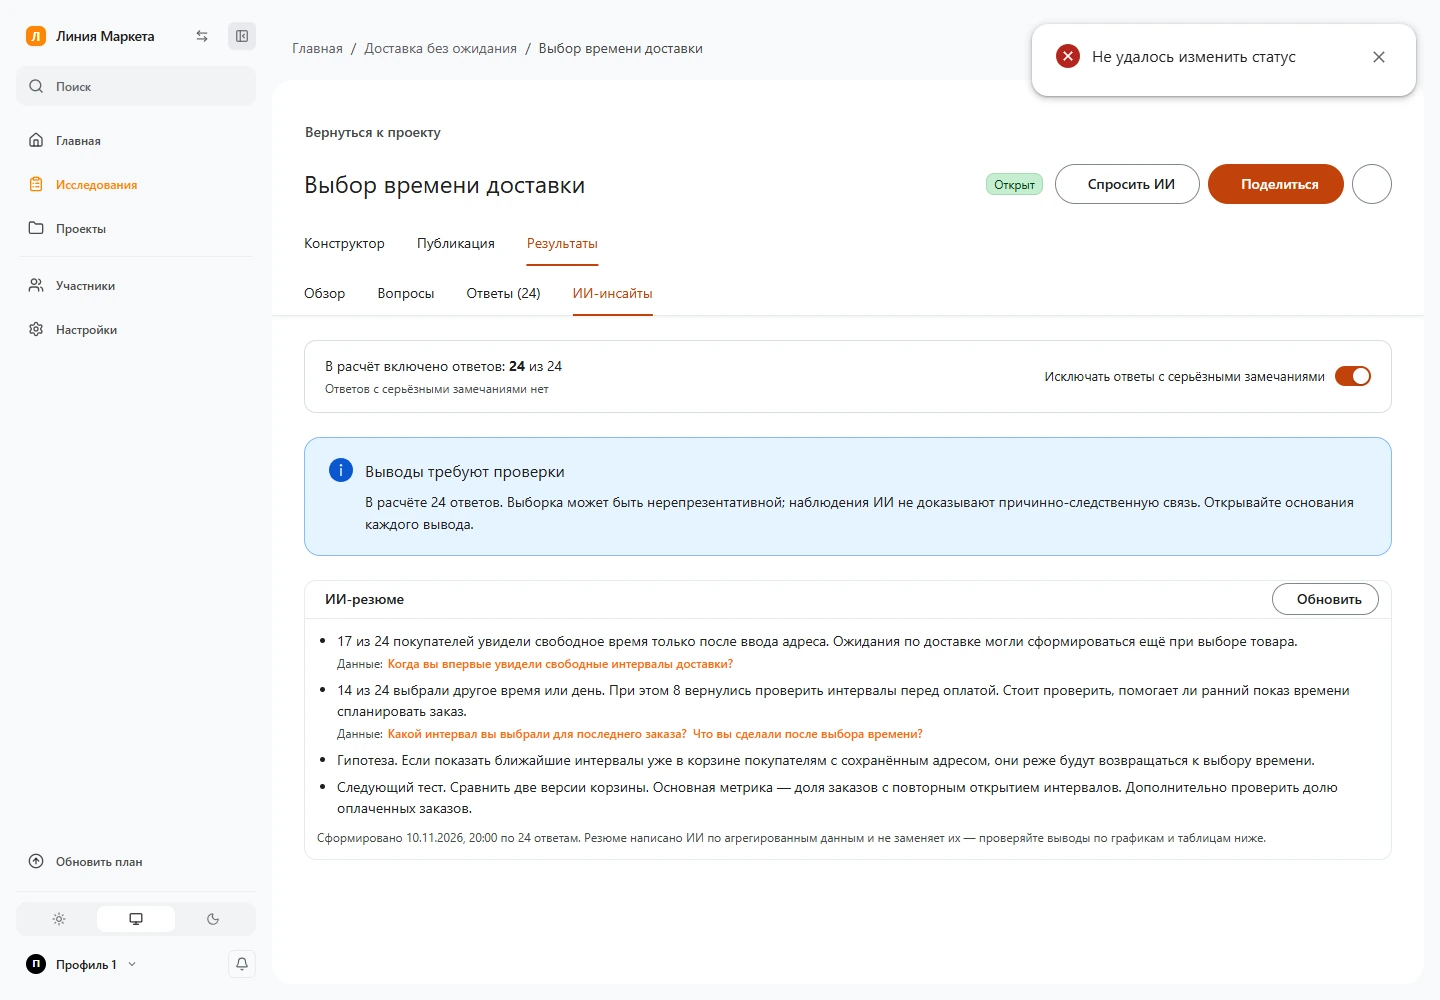 Л Линия Маркета
Поиск
Главная
Исследования
Проекты
Участники
Настройки
Обновить план
П Профиль 1
Главная / Доставка без ожидания / Выбор времени доставки
Не удалось изменить статус
Вернуться к проекту
Выбор времени доставки
Открыт
Спросить ИИ
Поделиться
Конструктор Публикация Результаты
Обзор Вопросы Ответы (24) ИИ-инсайты
В расчёт включено ответов: 24 из 24
Ответов с серьёзными замечаниями нет
Исключать ответы с серьёзными замечаниями
Выводы требуют проверки
В расчёте 24 ответов. Выборка может быть нерепрезентативной; наблюдения ИИ не доказывают причинно-следственную связь. Открывайте основания
каждого вывода.
ИИ-резюме
Обновить
• 17 из 24 покупателей увидели свободное время только после ввода адреса. Ожидания по доставке могли сформироваться ещё при выборе товара.
Данные: Когда вы впервые увидели свободные интервалы доставки?
• 14 из 24 выбрали другое время или день. При этом 8 вернулись проверить интервалы перед оплатой. Стоит проверить, помогает ли ранний показ времени
спланировать заказ.
Данные: Какой интервал вы выбрали для последнего заказа? Что вы сделали после выбора времени?
• Гипотеза. Если показать ближайшие интервалы уже в корзине покупателям с сохранённым адресом, они реже будут возвращаться к выбору времени.
• Следующий тест. Сравнить две версии корзины. Основная метрика — доля заказов с повторным открытием интервалов. Дополнительно проверить долю
оплаченных заказов.
Сформировано 10.11.2026, 20:00 по 24 ответам. Резюме написано ИИ по агрегированным данным и не заменяет их — проверяйте выводы по графикам и таблицам ниже.